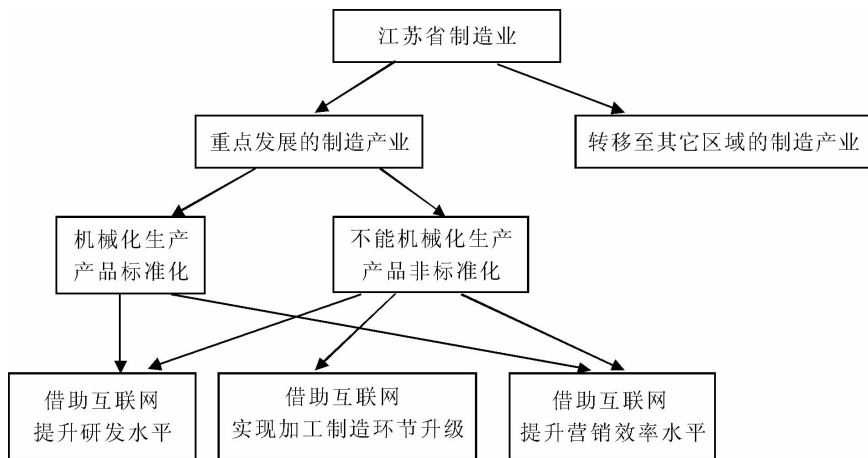 江苏省制造业
重点发展的制造产业
转移至其它区域的制造产业
机械化生产
产品标准化
不能机械化生产
产品非标准化
借助互联网
提升研发水平
借助互联网
实现加工制造环节升级
借助互联网
提升营销效率水平